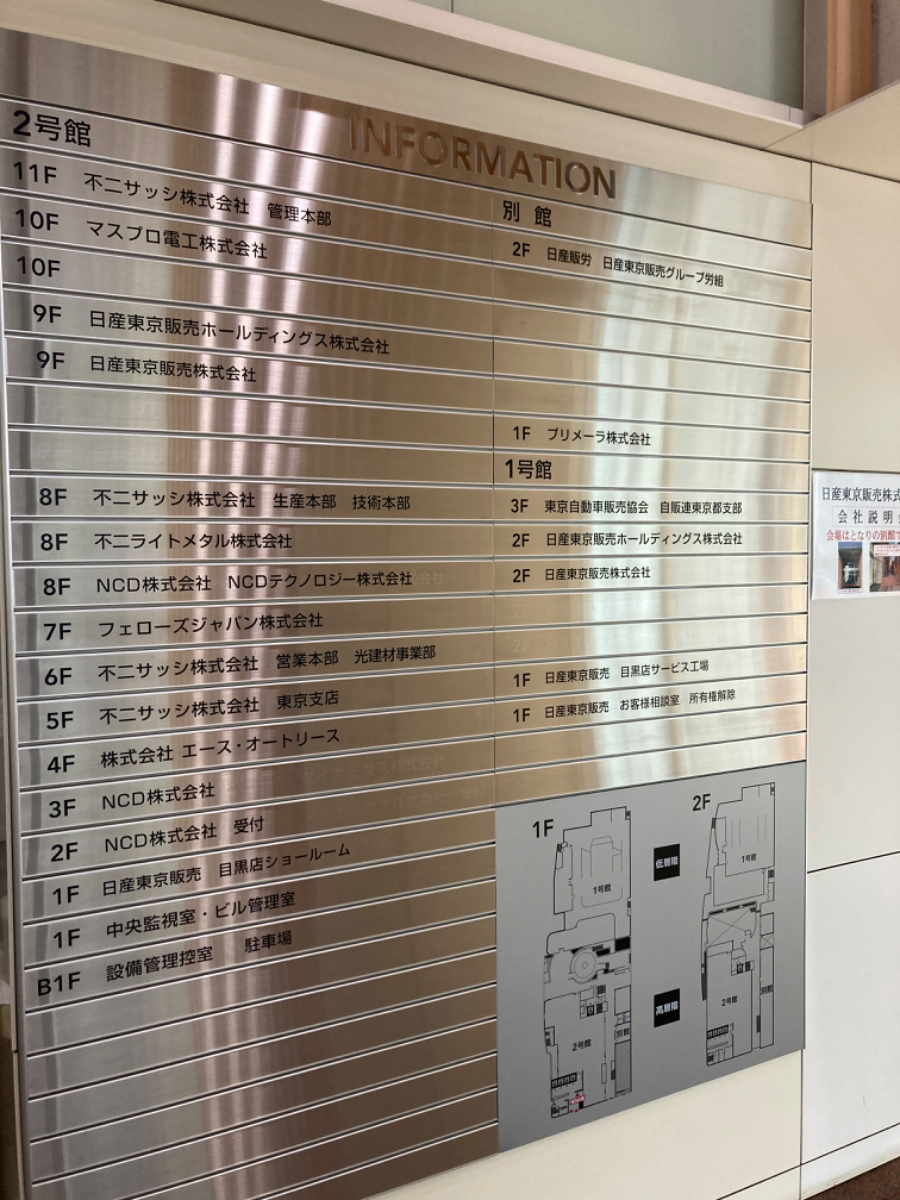 INFORMATION
2号館
11F 不二サッシ株式会社 管理本部
10F マスプロ電工株式会社
10F
9F 日産東京販売ホールディングス株式会社
9F 日産東京販売株式会社
8F 不二サッシ株式会社 生産本部 技術本部
8F 不二ライトメタル株式会社
8F NCD株式会社 NCDテクノロジー株式会社
7F フェローズジャパン株式会社
6F 不二サッシ株式会社 営業本部 光建材事業部
5F 不二サッシ株式会社 東京支店
4F 株式会社 エース・オートリース
3F NCD株式会社
2F NCD株式会社 受付
1F 日産東京販売 目黒店ショールーム
1F 中央監視室・ビル管理室
B1F 設備管理控室 駐車場
別館
2F 日産販労 日産東京販売グループ労組
1F プリメーラ株式会社
1号館
3F 東京自動車販売協会 自販連東京都支部
2F 日産東京販売ホールディングス株式会社
2F 日産東京販売株式会社
1F 日産東京販売 目黒店サービス工場
1F 日産東京販売 お客様相談室 所有権解除
1F
2F
低層階
1号館
1号館
高層階
2号館
別館
2号館
別館
日産東京販売株式
会社説明
会場はとなりの別館で